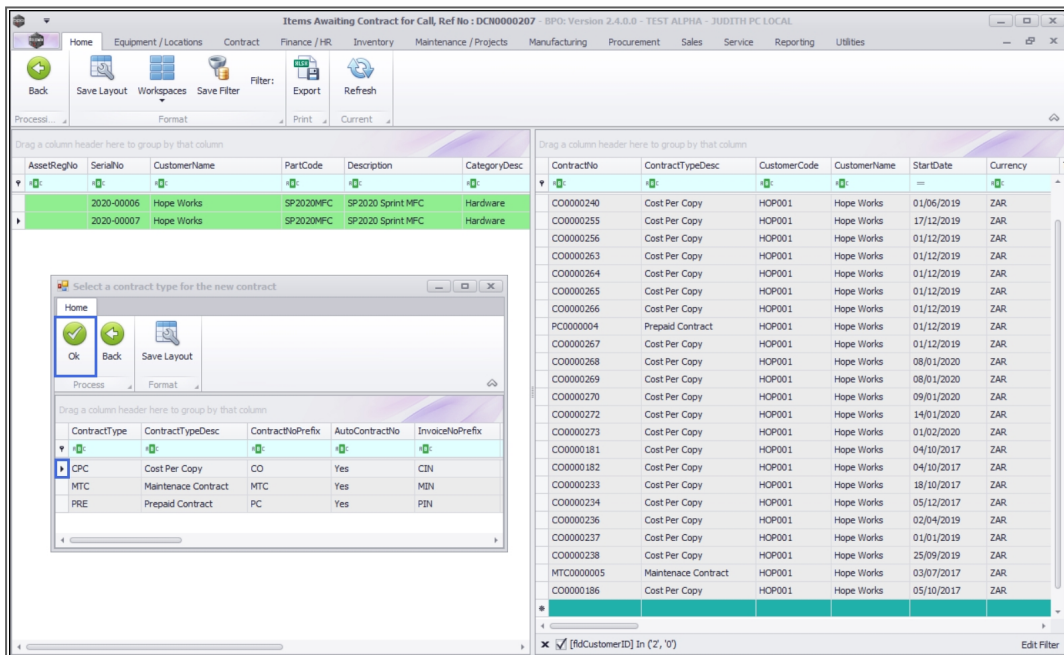 Items Awaiting Contract for Call, Ref No : DCN0000207 - BPO: Version 2.4.0.0 - TEST ALPHA - JUDITH PC LOCAL
Home Equipment / Locations Contract Finance / HR Inventory Maintenance / Projects Manufacturing Procurement Sales Service Reporting Utilities
Back Save Layout Workspaces Save Filter Filter: Export Refresh
Processi... Format Print Current
Drag a column header here to group by that column
AssetRegNo SerialNo CustomerName PartCode Description CategoryDesc
2020-00006 Hope Works SP2020MFC SP2020 Sprint MFC Hardware
2020-00007 Hope Works SP2020MFC SP2020 Sprint MFC Hardware
Select a contract type for the new contract
Home
Ok Back Save Layout
Process Format
Drag a column header here to group by that column
ContractType ContractTypeDesc ContractNoPrefix AutoContractNo InvoiceNoPrefix
CPC Cost Per Copy CO Yes CIN
MTC Maintenace Contract MTC Yes MIN
PRE Prepaid Contract PC Yes PIN
Drag a column header here to group by that column
ContractNo ContractTypeDesc CustomerCode CustomerName StartDate Currency
=
CO0000240 Cost Per Copy HOP001 Hope Works 01/06/2019 ZAR
CO0000255 Cost Per Copy HOP001 Hope Works 17/12/2019 ZAR
CO0000256 Cost Per Copy HOP001 Hope Works 01/12/2019 ZAR
CO0000263 Cost Per Copy HOP001 Hope Works 01/12/2019 ZAR
CO0000264 Cost Per Copy HOP001 Hope Works 01/12/2019 ZAR
CO0000265 Cost Per Copy HOP001 Hope Works 01/12/2019 ZAR
CO0000266 Cost Per Copy HOP001 Hope Works 01/12/2019 ZAR
PC0000004 Prepaid Contract HOP001 Hope Works 01/12/2019 ZAR
CO0000267 Cost Per Copy HOP001 Hope Works 01/12/2019 ZAR
CO0000268 Cost Per Copy HOP001 Hope Works 08/01/2020 ZAR
CO0000269 Cost Per Copy HOP001 Hope Works 08/01/2020 ZAR
CO0000270 Cost Per Copy HOP001 Hope Works 09/01/2020 ZAR
CO0000272 Cost Per Copy HOP001 Hope Works 14/01/2020 ZAR
CO0000273 Cost Per Copy HOP001 Hope Works 01/02/2020 ZAR
CO0000181 Cost Per Copy HOP001 Hope Works 04/10/2017 ZAR
CO0000182 Cost Per Copy HOP001 Hope Works 04/10/2017 ZAR
CO0000233 Cost Per Copy HOP001 Hope Works 18/10/2017 ZAR
CO0000234 Cost Per Copy HOP001 Hope Works 05/12/2017 ZAR
CO0000236 Cost Per Copy HOP001 Hope Works 02/04/2019 ZAR
CO0000237 Cost Per Copy HOP001 Hope Works 01/01/2019 ZAR
CO0000238 Cost Per Copy HOP001 Hope Works 25/09/2019 ZAR
MTC0000005 Maintenace Contract HOP001 Hope Works 03/07/2017 ZAR
CO0000186 Cost Per Copy HOP001 Hope Works 05/10/2017 ZAR
[fldCustomerID] In ('2', '0') Edit Filter